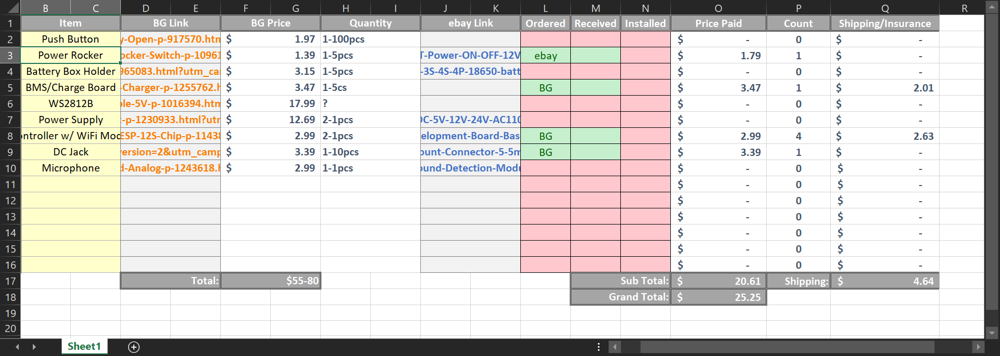 B C D E F G H I J K L M N O P Q R
1 Item BG Link BG Price Quantity ebay Link Ordered Received Installed Price Paid Count Shipping/Insurance
2 Push Button y-Open-p-917570.htm $ 1.97 1-100pcs $ - 0 $ -
3 Power Rocker ocker-Switch-p-10961 $ 1.39 1-5pcs T-Power-ON-OFF-12V ebay $ 1.79 1 $ -
4 Battery Box Holder 965083.html?utm_ca $ 3.15 1-5pcs -3S-4S-4P-18650-batt $ - 0 $ -
5 BMS/Charge Board -Charger-p-1255762.h $ 3.47 1-5cs BG $ 3.47 1 $ 2.01
6 WS2812B ble-5V-p-1016394.htm $ 17.99 ? $ - 0 $ -
7 Power Supply t-p-1230933.html?utr $ 12.69 2-1pcs DC-5V-12V-24V-AC110 $ - 0 $ -
8 ontroller w/ WiFi Mod ESP-12S-Chip-p-11438 $ 2.99 2-1pcs elopment-Board-Bas BG $ 2.99 4 $ 2.63
9 DC Jack version=2&utm_camp $ 3.39 1-10pcs ount-Connector-5-5m BG $ 3.39 1 $ -
10 Microphone d-Analog-p-1243618.h $ 2.99 1-1pcs ound-Detection-Modu $ - 0 $ -
11 $ - 0 $ -
12 $ - 0 $ -
13 $ - 0 $ -
14 $ - 0 $ -
15 $ - 0 $ -
16 $ - 0 $ -
17 Total: $55-80 Sub Total: $ 20.61 Shipping: $ 4.64
18 Grand Total: $ 25.25
19
20
Sheet1